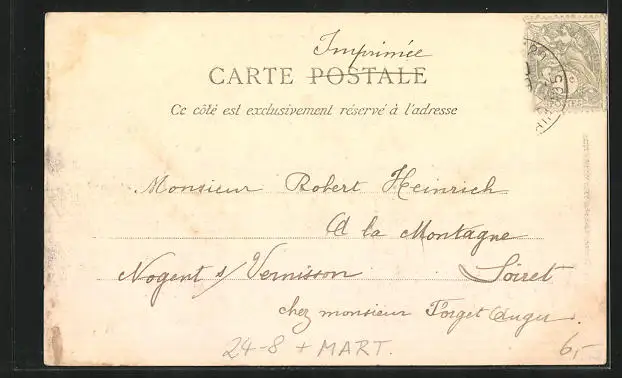 Imprimée
CARTE POSTALE
Ce côté est exclusivement réservé à l'adresse
Monsieur Robert Heinrich
à la Montagne
Nogent s/ Vernisson Loiret
chez monsieur Forget Auger.
24-8 + MART. 6,-